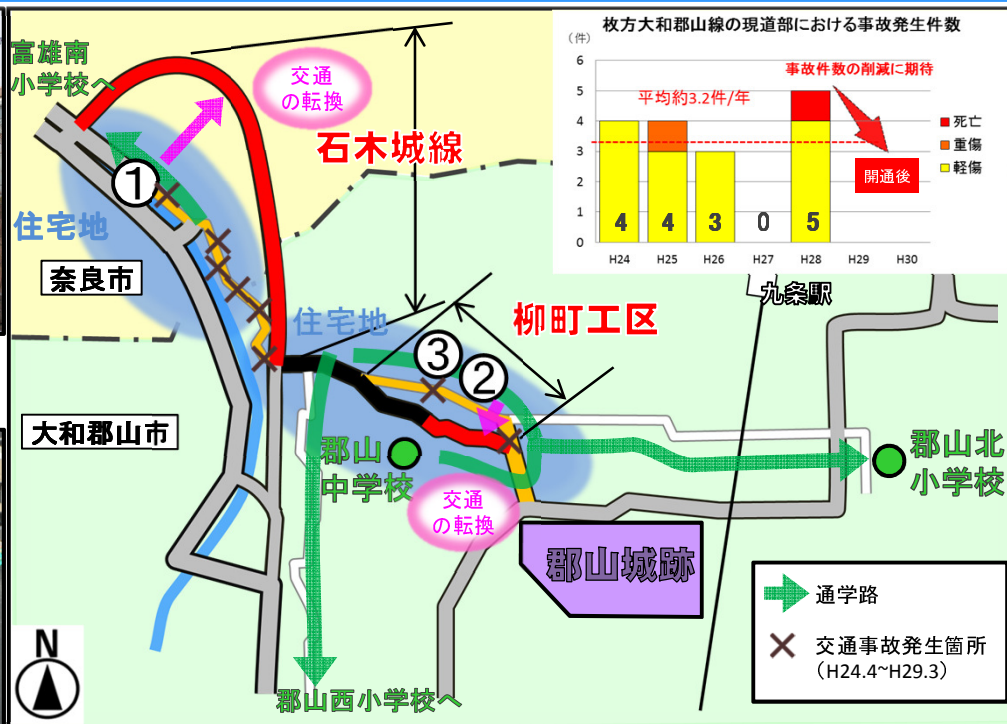 富雄南
小学校へ
交通
の転換
石木城線
①
住宅地
奈良市
枚方大和郡山線の現道部における事故発生件数
（件）
事故件数の削減に期待
平均約3.2件/年
6
5
4
3
2
1
0
4
4
3
0
5
開通後
死亡
重傷
軽傷
H24
H25
H26
H27
H28
H29
H30
九条駅
住宅地
柳町工区
③
②
大和郡山市
郡山
中学校
交通
の転換
郡山北
小学校
郡山城跡
通学路
交通事故発生箇所
（H24.4~H29.3）
N
郡山西小学校へ